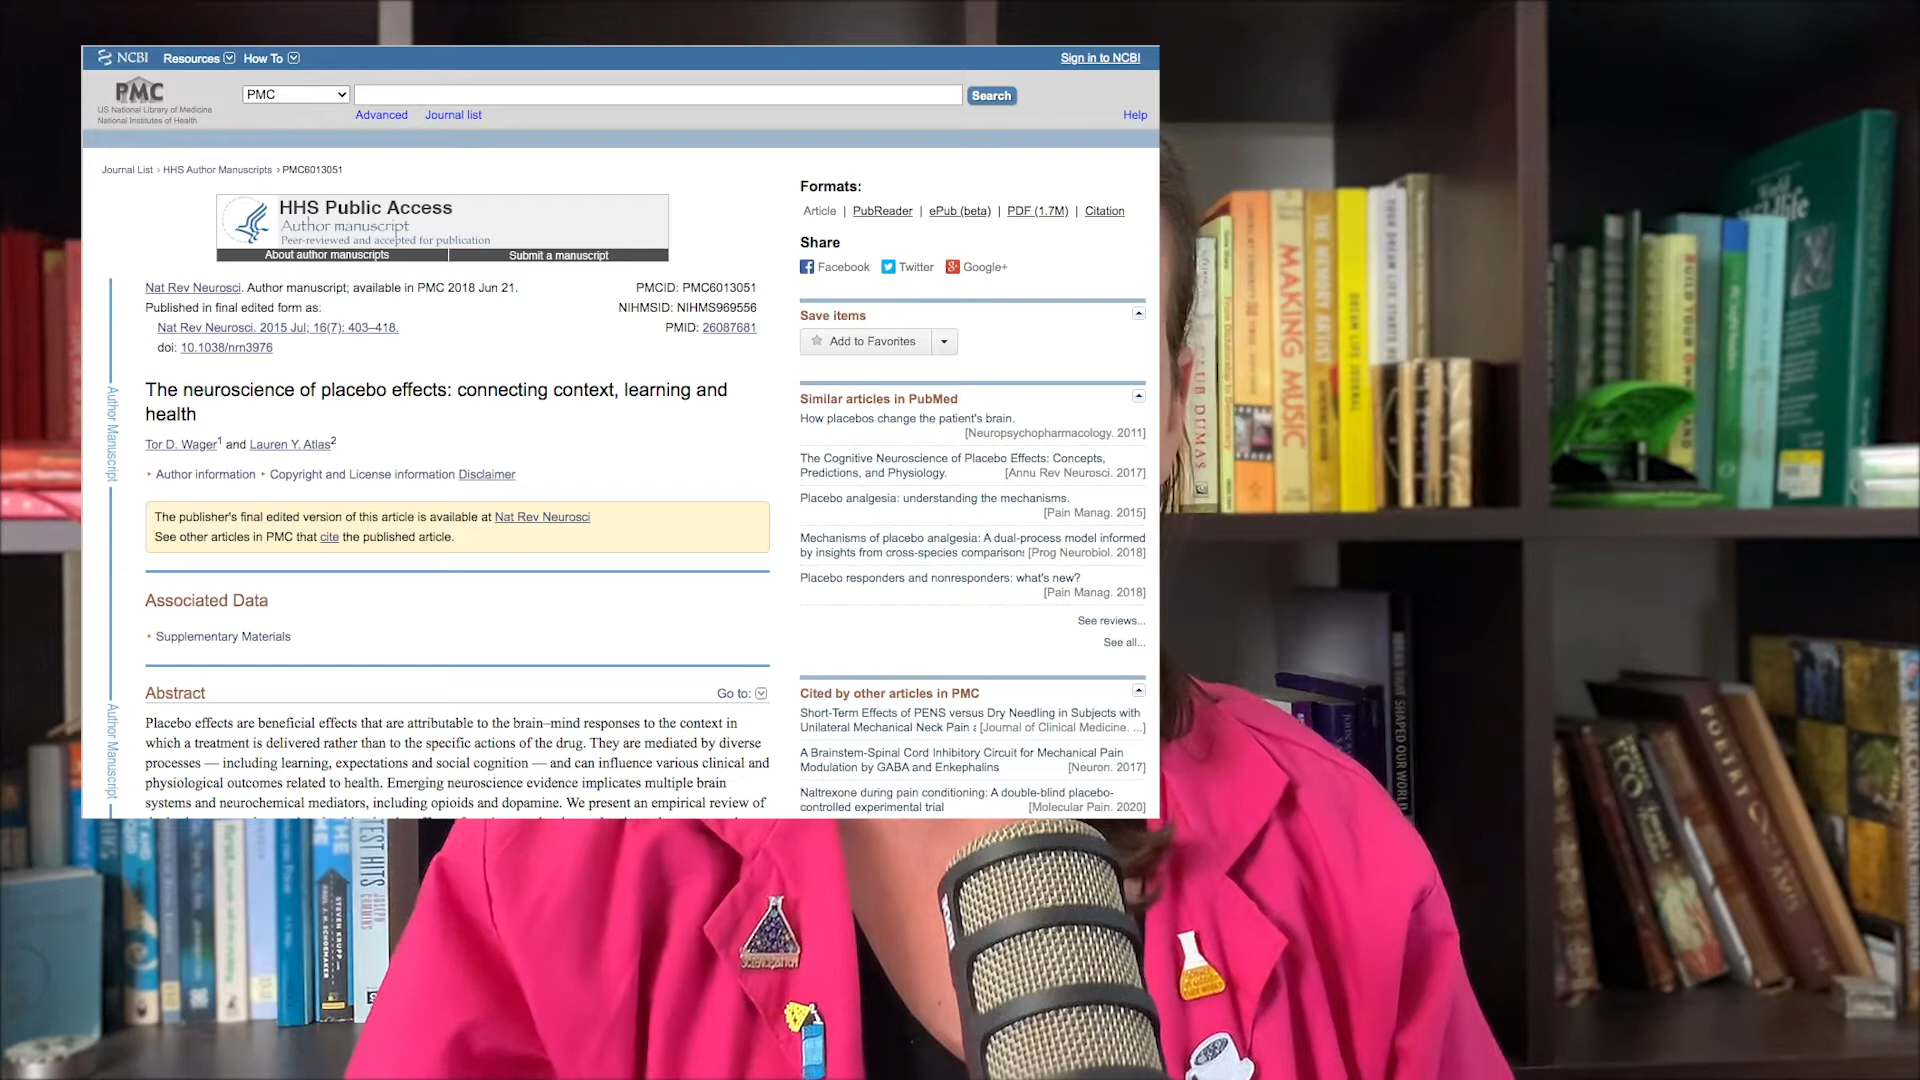 NCBI Resources How To Sign in to NCBI
PMC
US National Library of Medicine
National Institutes of Health
PMC
Search
Advanced Journal list
Help
Journal List › HHS Author Manuscripts › PMC6013051
HHS Public Access
Author manuscript
Peer-reviewed and accepted for publication
About author manuscripts Submit a manuscript
Nat Rev Neurosci. Author manuscript; available in PMC 2018 Jun 21.
Published in final edited form as:
Nat Rev Neurosci. 2015 Jul; 16(7): 403–418.
doi: 10.1038/nrn3976
PMCID: PMC6013051
NIHMSID: NIHMS969556
PMID: 26087681
The neuroscience of placebo effects: connecting context, learning and
health
Tor D. Wager1 and Lauren Y. Atlas2
Author information Copyright and License information Disclaimer
The publisher's final edited version of this article is available at Nat Rev Neurosci
See other articles in PMC that cite the published article.
Associated Data
Supplementary Materials
Abstract
Go to:
Placebo effects are beneficial effects that are attributable to the brain–mind responses to the context in
which a treatment is delivered rather than to the specific actions of the drug. They are mediated by diverse
processes — including learning, expectations and social cognition — and can influence various clinical and
physiological outcomes related to health. Emerging neuroscience evidence implicates multiple brain
systems and neurochemical mediators, including opioids and dopamine. We present an empirical review of
Author Manuscript
Author Manuscript
Formats:
Article | PubReader | ePub (beta) | PDF (1.7M) | Citation
Share
Facebook Twitter Google+
Save items
Add to Favorites
Similar articles in PubMed
How placebos change the patient's brain.
[Neuropsychopharmacology. 2011]
The Cognitive Neuroscience of Placebo Effects: Concepts,
Predictions, and Physiology. [Annu Rev Neurosci. 2017]
Placebo analgesia: understanding the mechanisms.
[Pain Manag. 2015]
Mechanisms of placebo analgesia: A dual-process model informed
by insights from cross-species comparisons [Prog Neurobiol. 2018]
Placebo responders and nonresponders: what's new?
[Pain Manag. 2018]
See reviews...
See all...
Cited by other articles in PMC
Short-Term Effects of PENS versus Dry Needling in Subjects with
Unilateral Mechanical Neck Pain [Journal of Clinical Medicine. ...]
A Brainstem-Spinal Cord Inhibitory Circuit for Mechanical Pain
Modulation by GABA and Enkephalins [Neuron. 2017]
Naltrexone during pain conditioning: A double-blind placebo-
controlled experimental trial [Molecular Pain. 2020]
MAKING MUSIC
DREAM LIFE JOURNAL
DUMAS
BUILD YOUR
IDEAS THAT SHAPED OUR WORLD
POETRY
ECO
STEVEN KRUPP
PAUL J. H. SCHOEMAKER